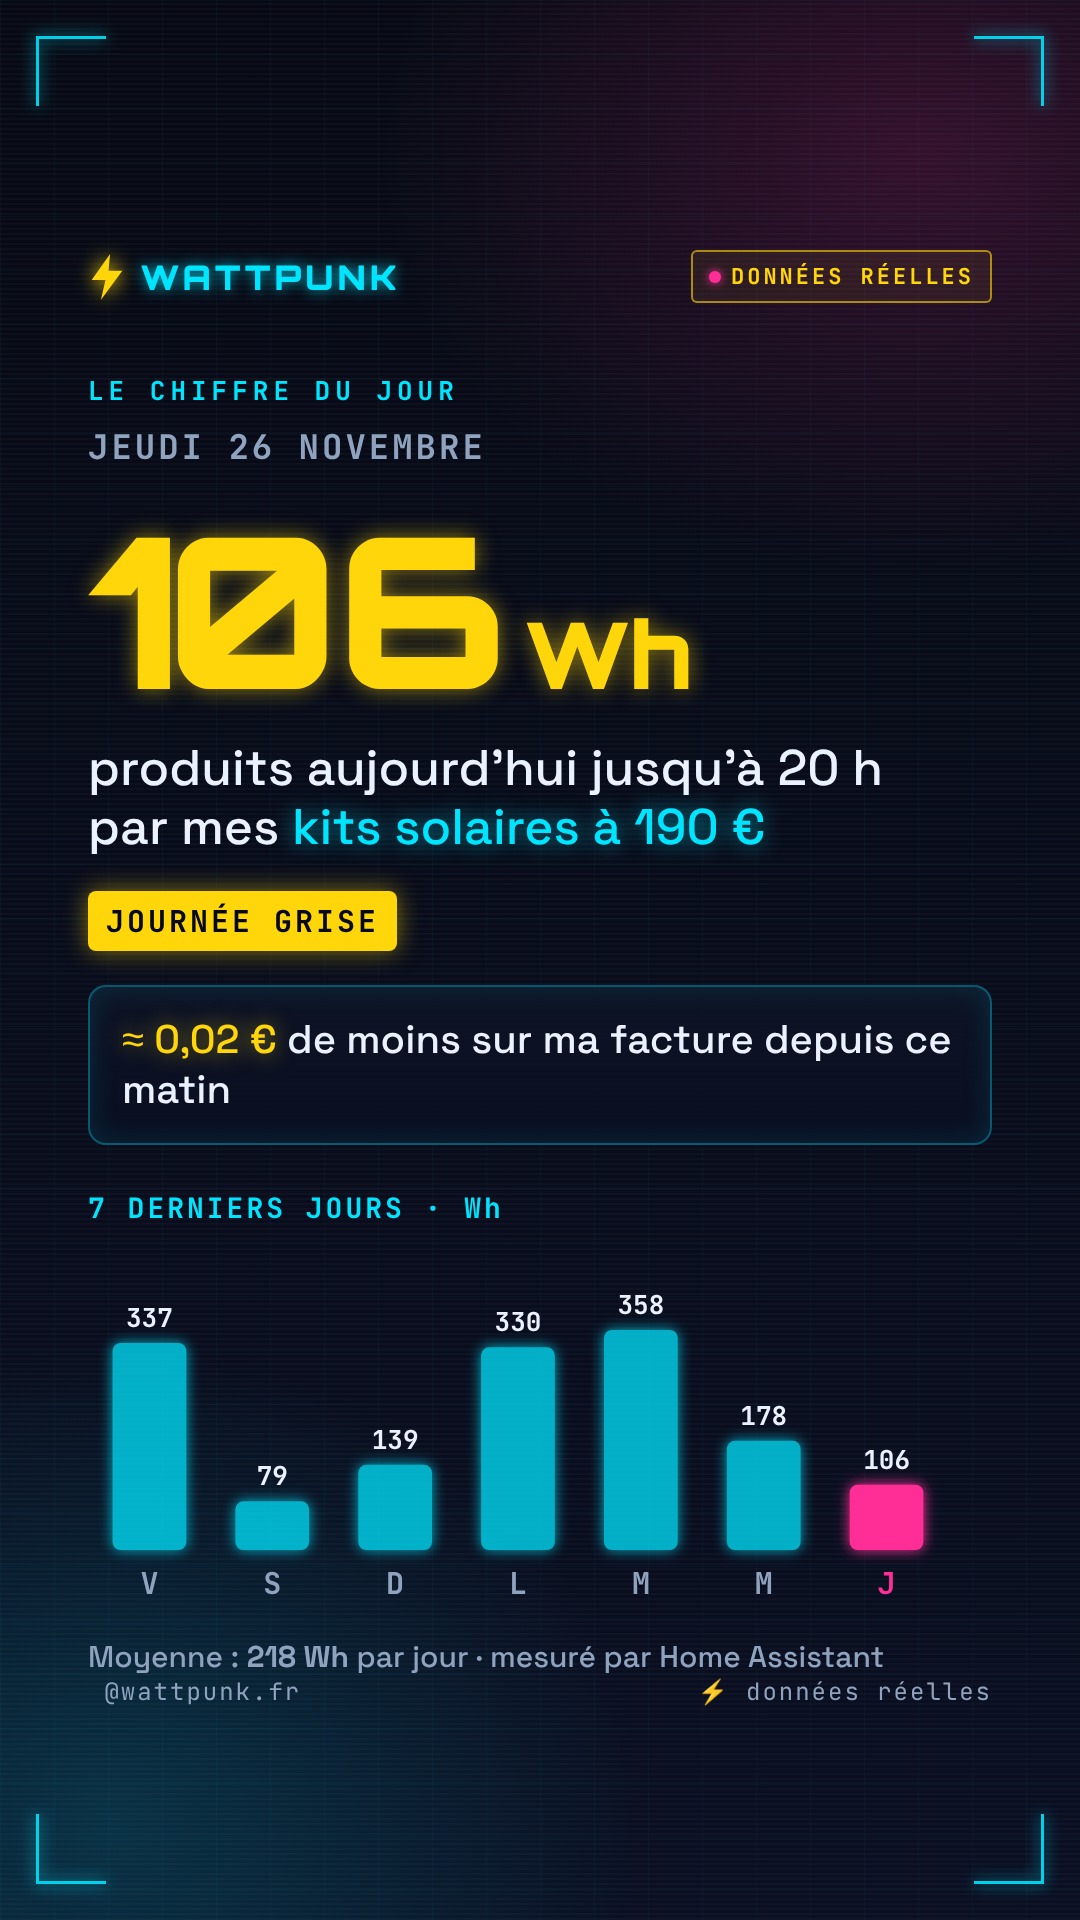 ⚡ WATTPUNK
DONNÉES RÉELLES
LE CHIFFRE DU JOUR
JEUDI 26 NOVEMBRE
106 Wh
produits aujourd’hui jusqu’à 20 h
par mes kits solaires à 190 €
JOURNÉE GRISE
≈ 0,02 € de moins sur ma facture depuis ce
matin
7 DERNIERS JOURS · Wh
337 79 139 330 358 178 106
V S D L M M J
Moyenne : 218 Wh par jour · mesuré par Home Assistant
@wattpunk.fr
⚡ données réelles